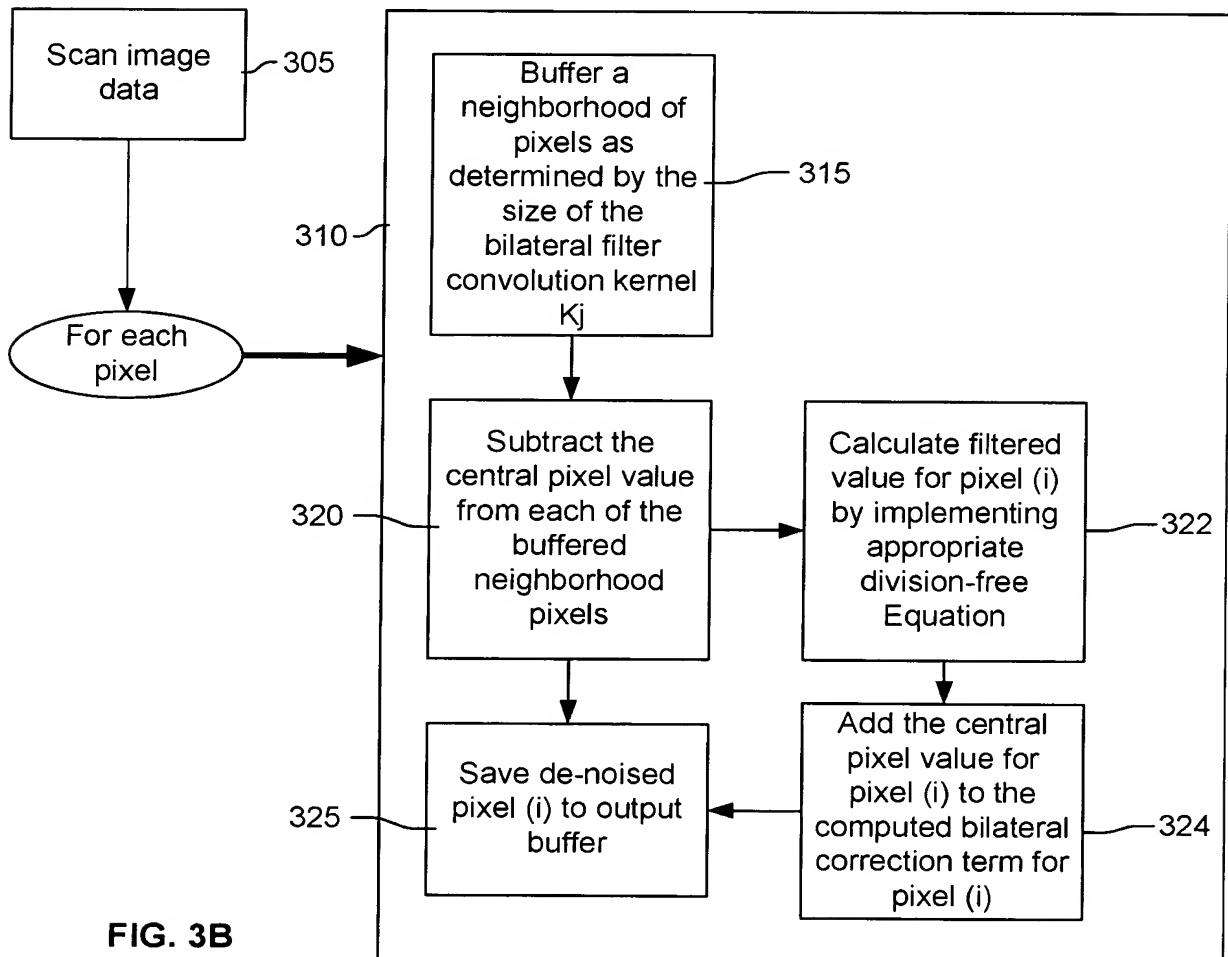 Scan image
data
305
For each
pixel
310
Buffer a
neighborhood of
pixels as
determined by the
size of the
bilateral filter
convolution kernel
Kj
315
Subtract the
central pixel value
from each of the
buffered
neighborhood
pixels
320
Calculate filtered
value for pixel (i)
by implementing
appropriate
division-free
Equation
322
Add the central
pixel value for
pixel (i) to the
computed bilateral
correction term for
pixel (i)
324
Save de-noised
pixel (i) to output
buffer
325
FIG. 3B